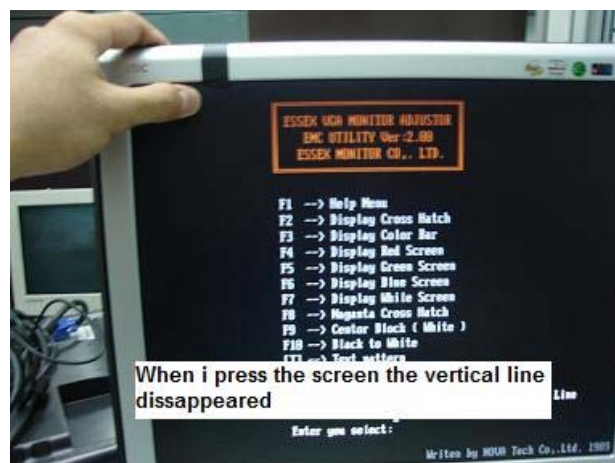 ESSEX VGA MONITOR ADJUSTOR
EMC UTILITY Ver:2.00
ESSEX MONITOR CO,. LTD.
F1 --> Help Menu
F2 --> Display Cross Hatch
F3 --> Display Color Bar
F4 --> Display Red Screen
F5 --> Display Green Screen
F6 --> Display Blue Screen
F7 --> Display White Screen
F8 --> Maganta Cross Hatch
F9 --> Center Block ( White )
F10 --> Black to White
--> Text pattern
When i press the screen the vertical line
dissappeared
Line
Enter you select:
Writen by NOVA Tech Co,.Ltd. 1989